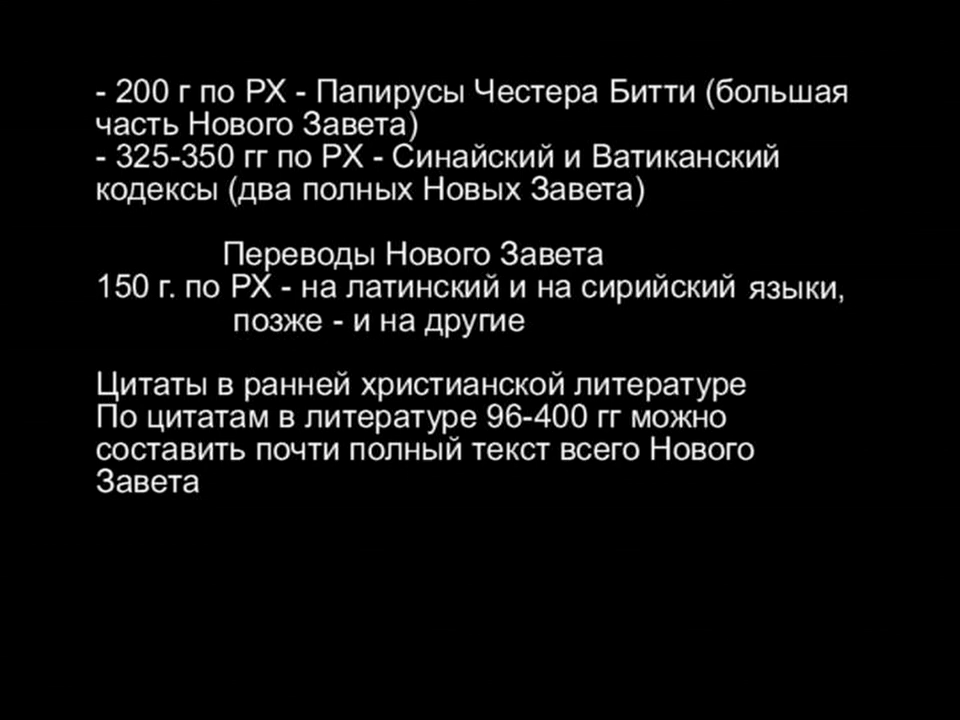 - 200 г по РХ - Папирусы Честера Битти (большая
часть Нового Завета)
- 325-350 гг по РХ - Синайский и Ватиканский
кодексы (два полных Новых Завета)
Переводы Нового Завета
150 г. по РХ - на латинский и на сирийский языки,
позже - и на другие
Цитаты в ранней христианской литературе
По цитатам в литературе 96-400 гг можно
составить почти полный текст всего Нового
Завета